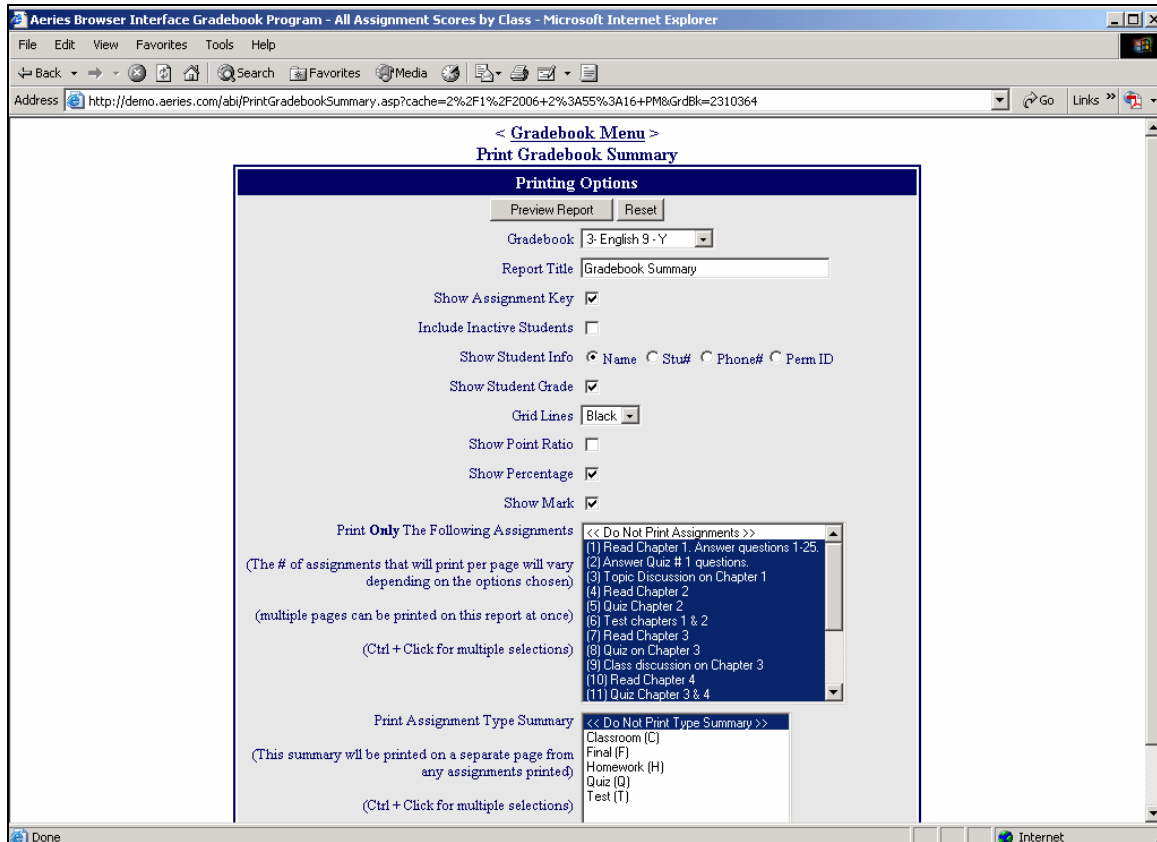 Aeries Browser Interface Gradebook Program - All Assignment Scores by Class - Microsoft Internet Explorer
File Edit View Favorites Tools Help
Back Search Favorites Media
Address http://demo.aeries.com/abi/PrintGradebookSummary.asp?cache=2%2F1%2F2006+2%3A55%3A16+PM&GrdBk=2310364 Go Links »
< Gradebook Menu >
Print Gradebook Summary
Printing Options
Preview Report Reset
Gradebook 3- English 9 - Y
Report Title Gradebook Summary
Show Assignment Key
Include Inactive Students
Show Student Info Name Stu# Phone# Perm ID
Show Student Grade
Grid Lines Black
Show Point Ratio
Show Percentage
Show Mark
Print Only The Following Assignments
(The # of assignments that will print per page will vary
depending on the options chosen)
(multiple pages can be printed on this report at once)
(Ctrl + Click for multiple selections)
<< Do Not Print Assignments >>
(1) Read Chapter 1. Answer questions 1-25.
(2) Answer Quiz # 1 questions.
(3) Topic Discussion on Chapter 1
(4) Read Chapter 2
(5) Quiz Chapter 2
(6) Test chapters 1 & 2
(7) Read Chapter 3
(8) Quiz on Chapter 3
(9) Class discussion on Chapter 3
(10) Read Chapter 4
(11) Quiz Chapter 3 & 4
Print Assignment Type Summary
(This summary wll be printed on a separate page from
any assignments printed)
(Ctrl + Click for multiple selections)
<< Do Not Print Type Summary >>
Classroom (C)
Final (F)
Homework (H)
Quiz (Q)
Test (T)
Done Internet